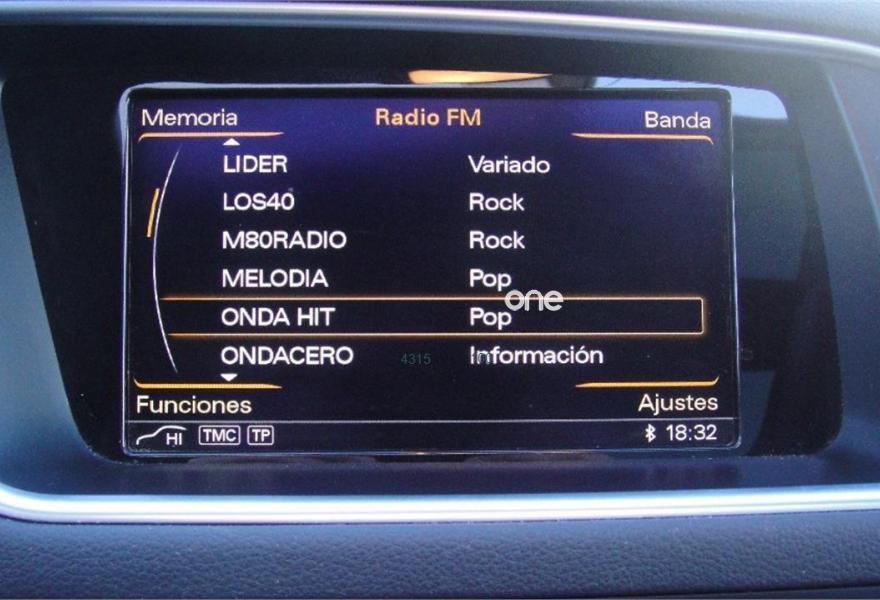 Memoria Radio FM Banda
LIDER Variado
LOS40 Rock
M80RADIO Rock
MELODIA Pop
one
ONDA HIT Pop
ONDACERO 4315 Información
Funciones Ajustes
HI TMC TP 18:32